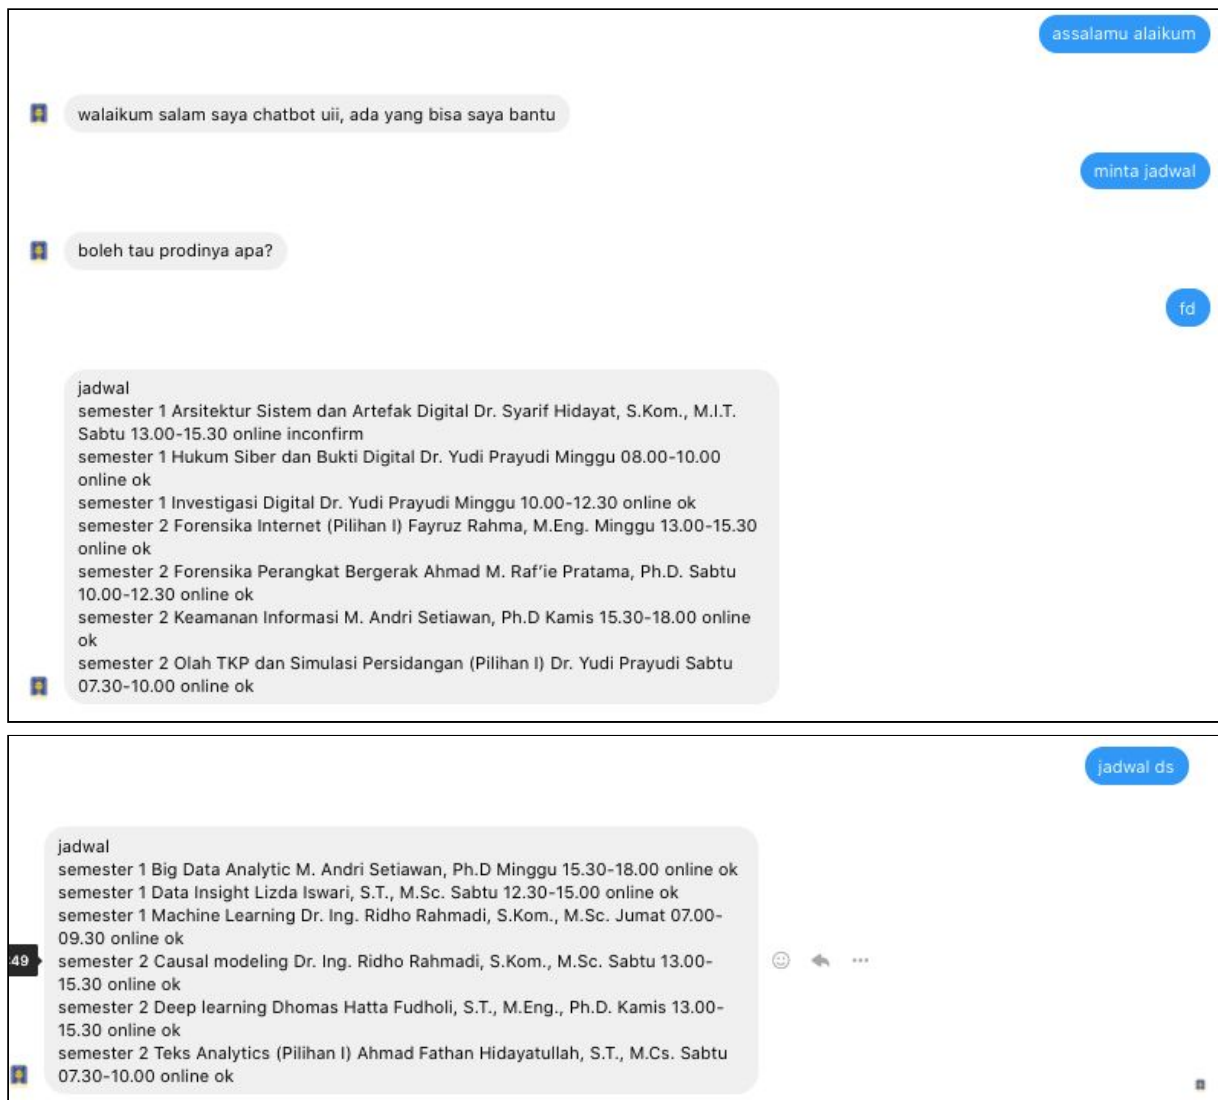 assalamu alaikum
walaikum salam saya chatbot uii, ada yang bisa saya bantu
minta jadwal
boleh tau prodinya apa?
fd
jadwal
semester 1 Arsitektur Sistem dan Artefak Digital Dr. Syarif Hidayat, S.Kom., M.I.T.
Sabtu 13.00-15.30 online inconfirm
semester 1 Hukum Siber dan Bukti Digital Dr. Yudi Prayudi Minggu 08.00-10.00
online ok
semester 1 Investigasi Digital Dr. Yudi Prayudi Minggu 10.00-12.30 online ok
semester 2 Forensika Internet (Pilihan I) Fayruz Rahma, M.Eng. Minggu 13.00-15.30
online ok
semester 2 Forensika Perangkat Bergerak Ahmad M. Raf'ie Pratama, Ph.D. Sabtu
10.00-12.30 online ok
semester 2 Keamanan Informasi M. Andri Setiawan, Ph.D Kamis 15.30-18.00 online
ok
semester 2 Olah TKP dan Simulasi Persidangan (Pilihan I) Dr. Yudi Prayudi Sabtu
07.30-10.00 online ok
jadwal ds
jadwal
semester 1 Big Data Analytic M. Andri Setiawan, Ph.D Minggu 15.30-18.00 online ok
semester 1 Data Insight Lizda Iswari, S.T., M.Sc. Sabtu 12.30-15.00 online ok
semester 1 Machine Learning Dr. Ing. Ridho Rahmadi, S.Kom., M.Sc. Jumat 07.00-
09.30 online ok
:49
semester 2 Causal modeling Dr. Ing. Ridho Rahmadi, S.Kom., M.Sc. Sabtu 13.00-
15.30 online ok
semester 2 Deep learning Dhomas Hatta Fudholi, S.T., M.Eng., Ph.D. Kamis 13.00-
15.30 online ok
semester 2 Teks Analytics (Pilihan I) Ahmad Fathan Hidayatullah, S.T., M.Cs. Sabtu
07.30-10.00 online ok